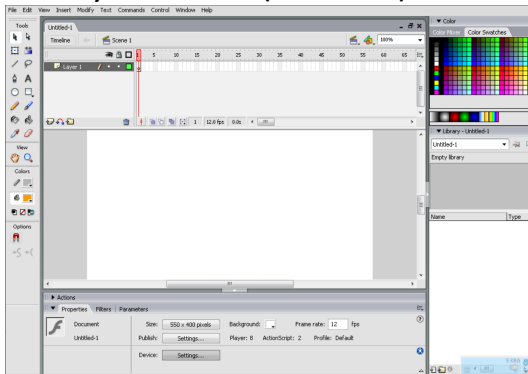 File Edit View Insert Modify Text Commands Control Window Help
Tools
View
Colors
Options
Untitled-1
Timeline Scene 1 100%
1 5 10 15 20 25 30 35 40 45 50 55 60 65
Layer 1
1 12.0 fps 0.0s
Actions
Properties Filters Parameters
Document Size: 550 x 400 pixels Background: Frame rate: 12 fps
Untitled-1 Publish: Settings... Player: 8 ActionScript: 2 Profile: Default
Device: Settings...
Color
Color Mixer Color Swatches
Library - Untitled-1
Untitled-1
Empty library
Name Type